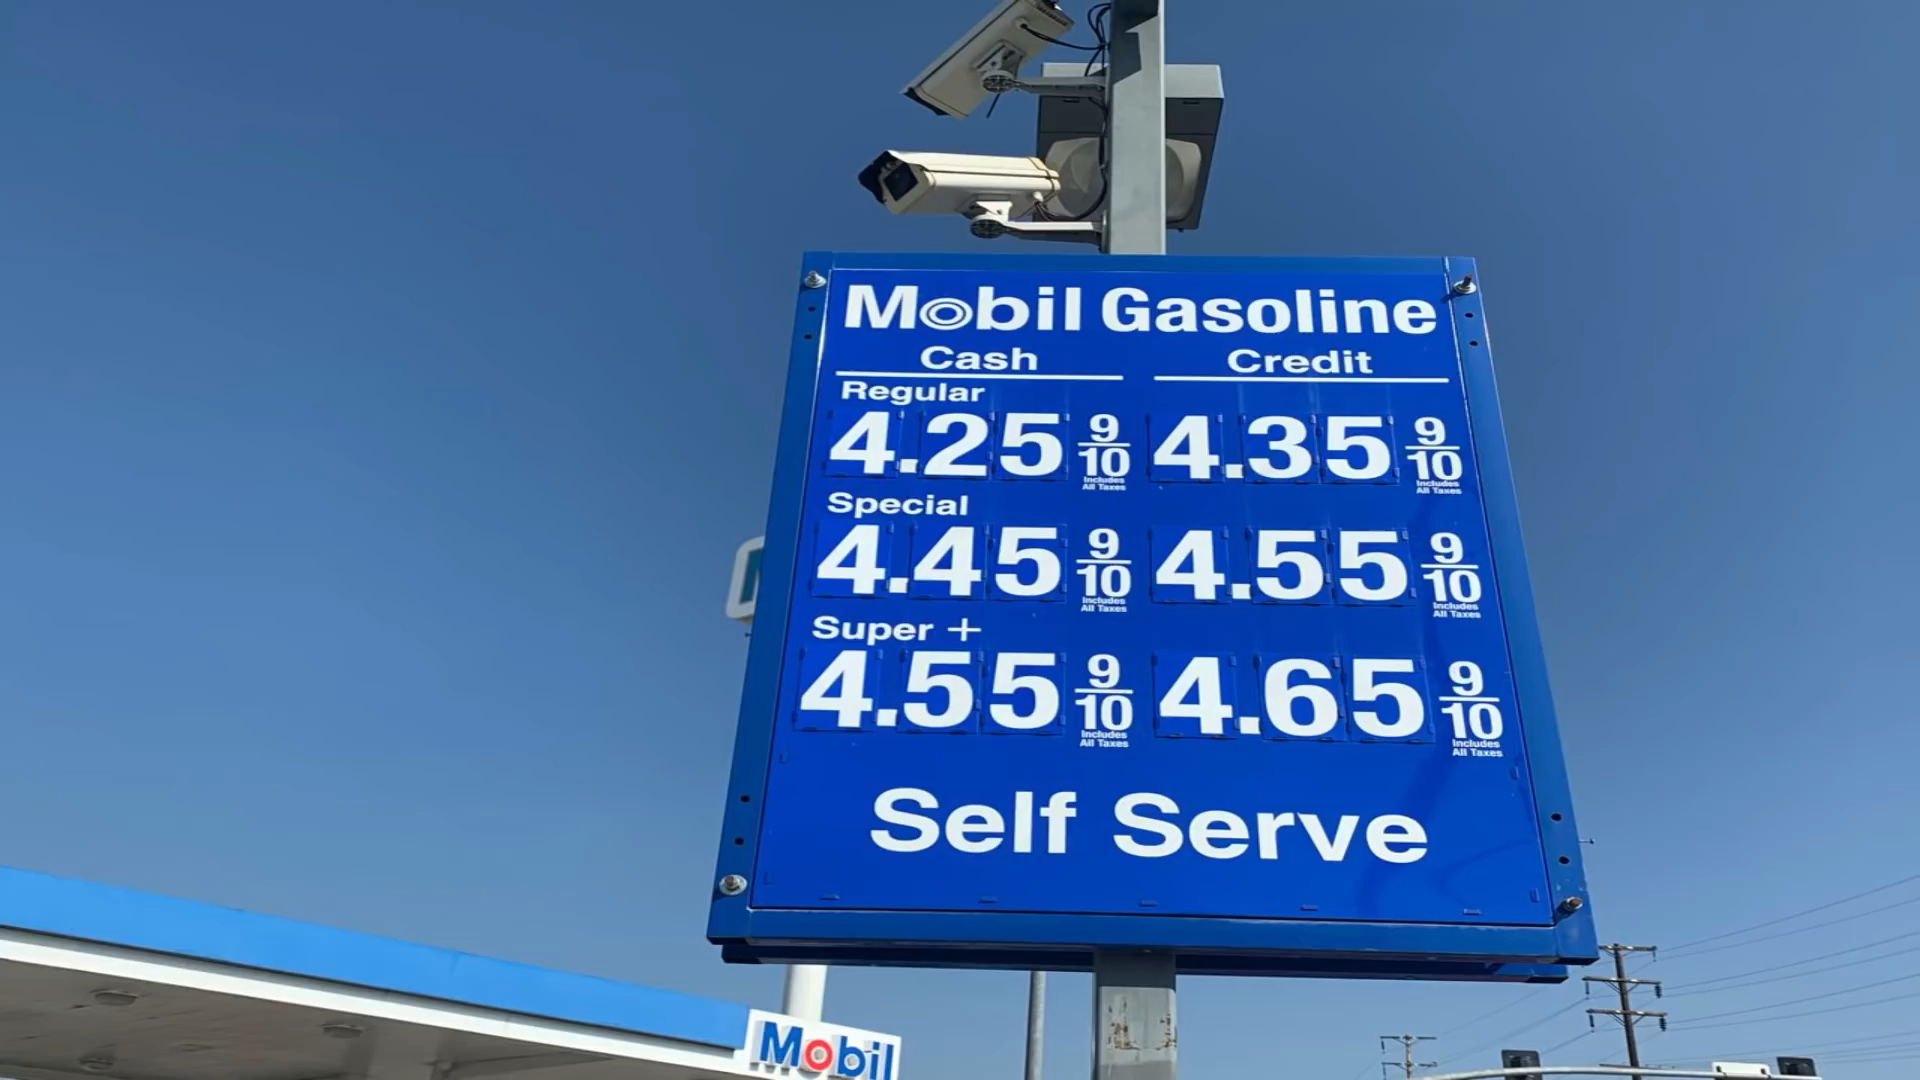 Mobil Gasoline
Cash Credit
Regular
4.25 9/10 4.35 9/10
Includes All Taxes Includes All Taxes
Special
4.45 9/10 4.55 9/10
Includes All Taxes Includes All Taxes
Super +
4.55 9/10 4.65 9/10
Includes All Taxes Includes All Taxes
Self Serve
Mobil